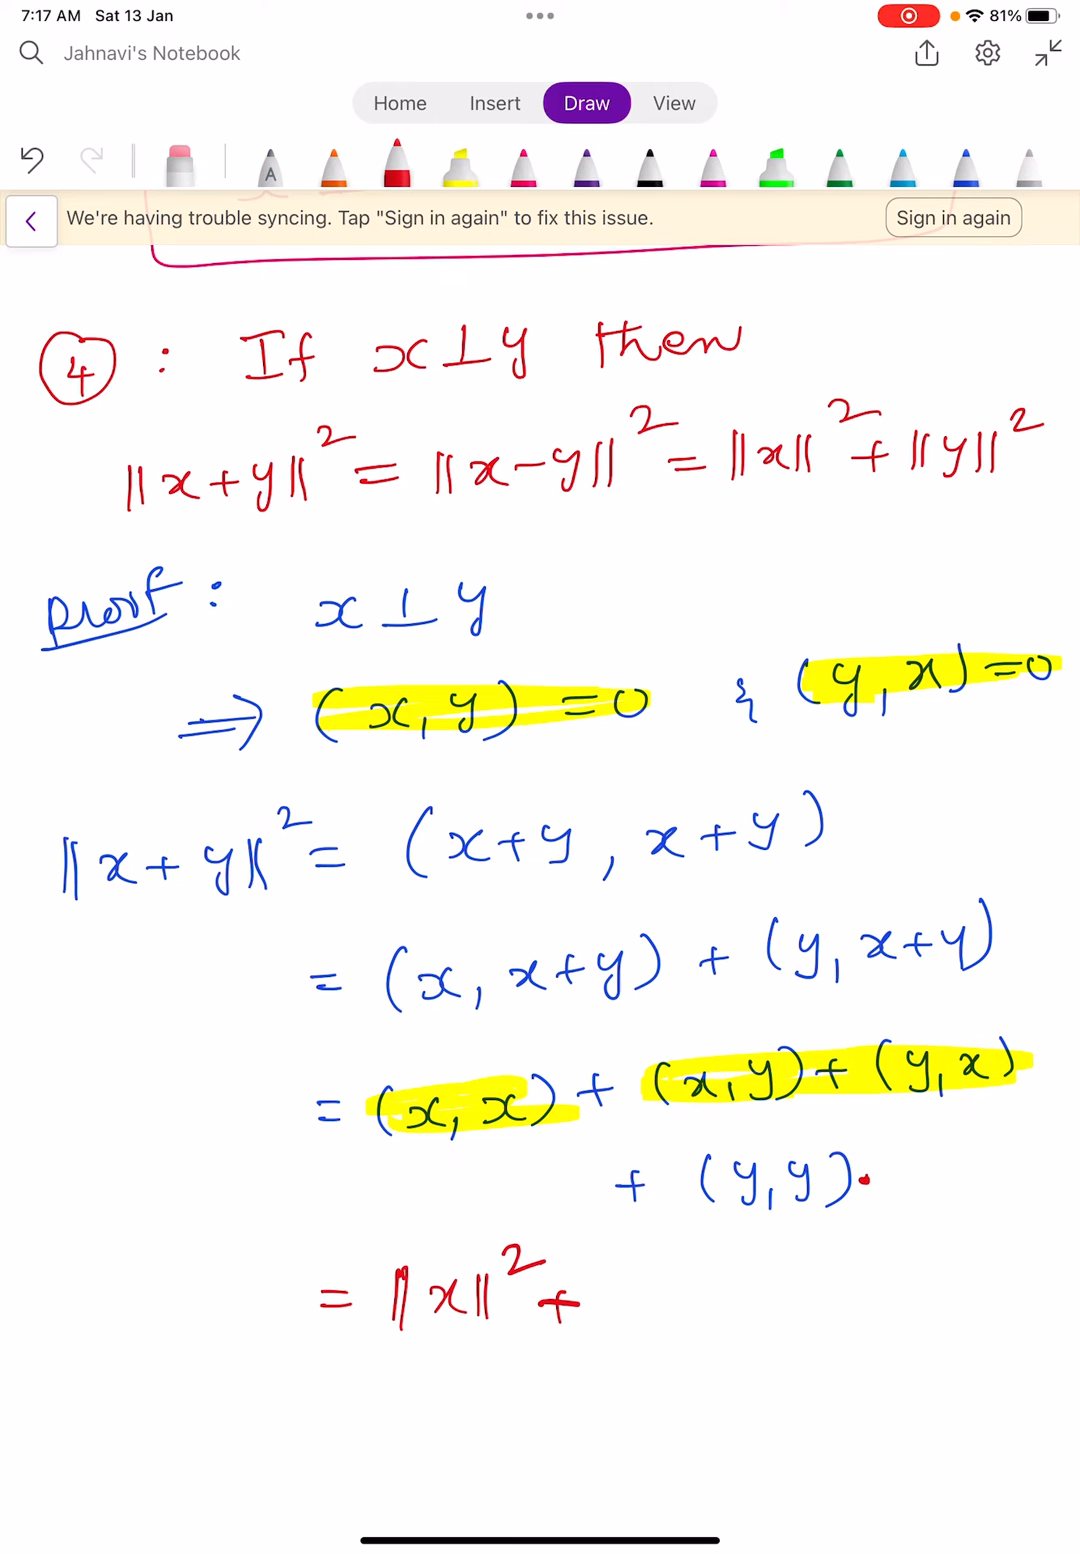 7:17 AM Sat 13 Jan
81%
Jahnavi's Notebook
Home Insert Draw View
A
We're having trouble syncing. Tap "Sign in again" to fix this issue. Sign in again
④ : If x ⊥ y then
||x+y||² = ||x-y||² = ||x||² + ||y||²
Proof : x ⊥ y
⟹ (x, y) = 0 & (y, x) = 0
||x+y||² = (x+y, x+y)
= (x, x+y) + (y, x+y)
= (x, x) + (x, y) + (y, x)
+ (y, y).
= ||x||² +